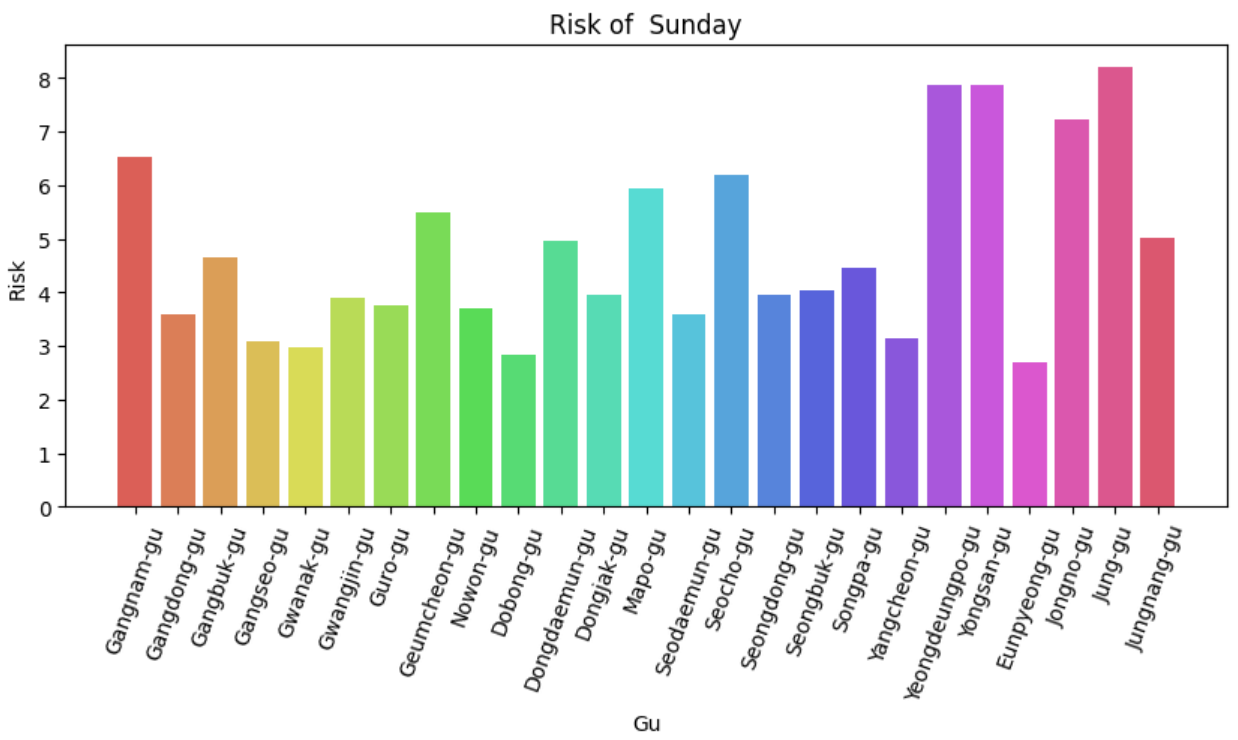 Risk of  Sunday
Risk
8
7
6
5
4
3
2
1
0
Gangnam-gu
Gangdong-gu
Gangbuk-gu
Gangseo-gu
Gwanak-gu
Gwangjin-gu
Guro-gu
Geumcheon-gu
Nowon-gu
Dobong-gu
Dongdaemun-gu
Dongjak-gu
Mapo-gu
Seodaemun-gu
Seocho-gu
Seongdong-gu
Seongbuk-gu
Songpa-gu
Yangcheon-gu
Yeongdeungpo-gu
Yongsan-gu
Eunpyeong-gu
Jongno-gu
Jung-gu
Jungnang-gu
Gu